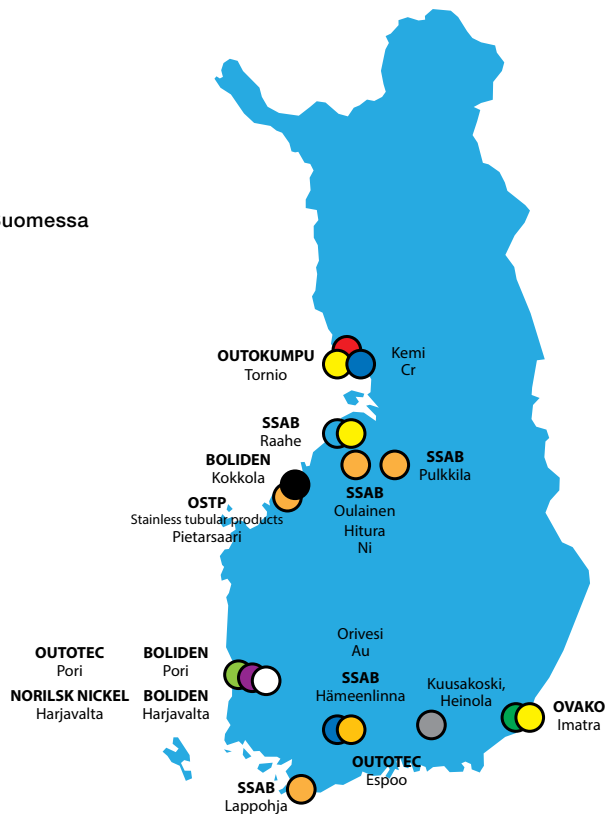 Suomessa
OUTOKUMPU
Tornio
Kemi
Cr
SSAB
Raahe
BOLIDEN
Kokkola
SSAB
Pulkkila
OSTP
Stainless tubular products
Pietarsaari
SSAB
Oulainen
Hitura
Ni
Orivesi
Au
OUTOTEC
Pori
BOLIDEN
Pori
NORILSK NICKEL
Harjavalta
BOLIDEN
Harjavalta
SSAB
Hämeenlinna
Kuusakoski,
Heinola
OVAKO
Imatra
OUTOTEC
Espoo
SSAB
Lappohja